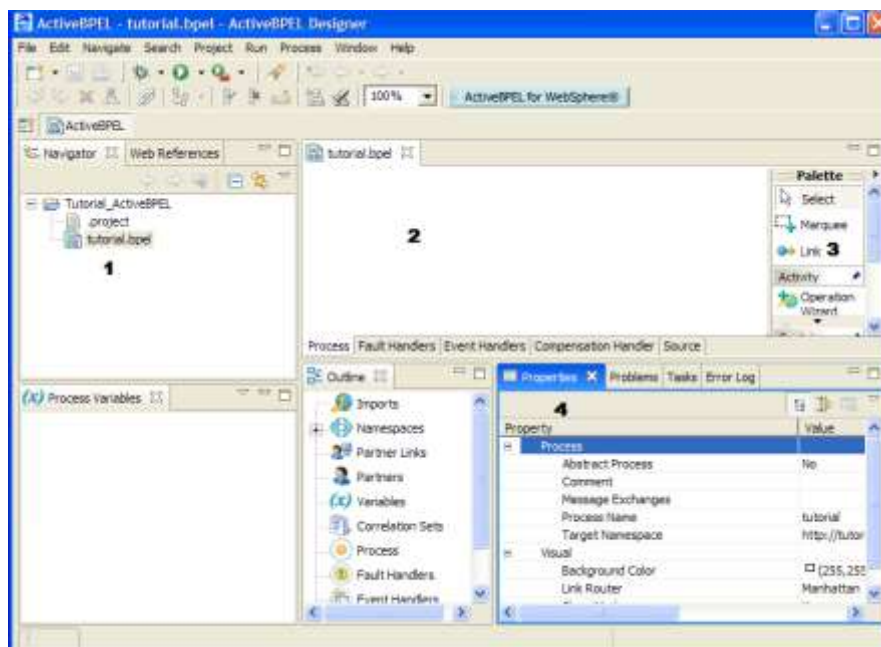 ActiveBPEL - tutorial.bpel - ActiveBPEL Designer
File Edit Navigate Search Project Run Process Window Help
100% ActiveBPEL for WebSphere®
ActiveBPEL
Navigator Web References
Tutorial_ActiveBPEL
.project
tutorial.bpel
1
tutorial.bpel
2
Palette
Select
Marquee
Link 3
Activity
Operation
Wizard
Process Fault Handlers Event Handlers Compensation Handler Source
(x) Process Variables
Outline
Imports
Namespaces
Partner Links
Partners
(x) Variables
Correlation Sets
Process
Fault Handlers
Event Handlers
Properties Problems Tasks Error Log
4
Property Value
Process
Abstract Process No
Comment
Message Exchanges
Process Name tutorial
Target Namespace http://tutor
Visual
Background Color (255,255
Link Router Manhattan